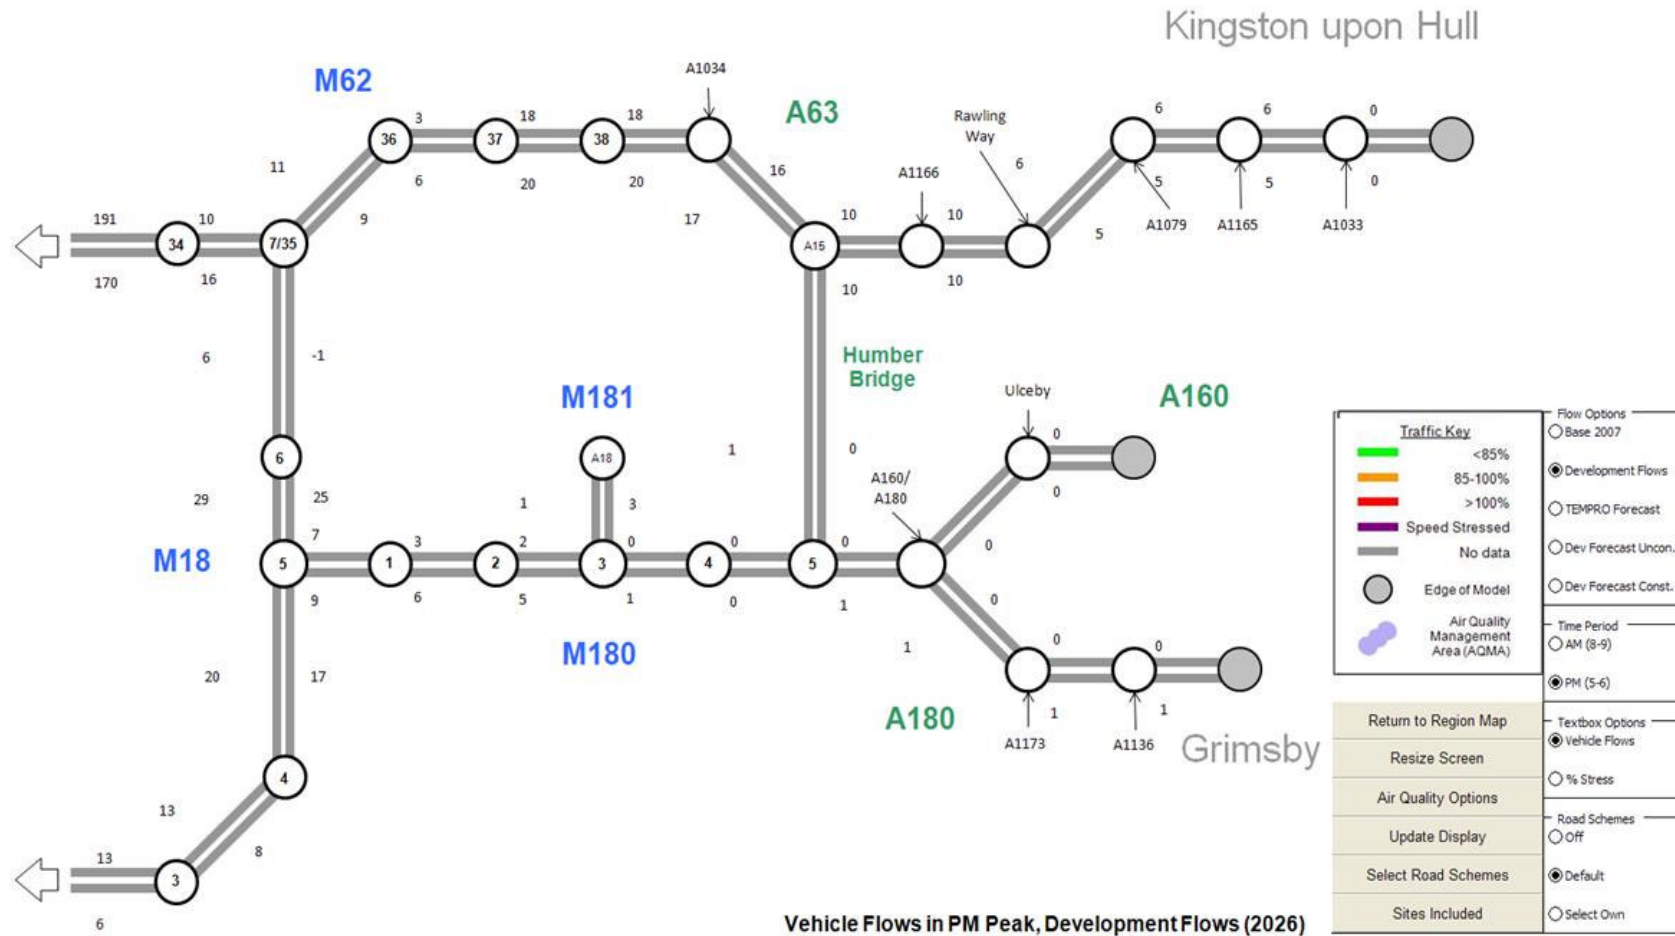 Kingston upon Hull
A1034
M62
A63
Rawling
Way
3
18
18
6
6
0
36
37
38
11
16
6
A1166
6
20
20
5
5
0
191
10
9
17
10
10
A1079
A1165
A1033
34
7/35
A15
5
170
16
10
10
6
-1
Humber
Bridge
M181
Ulceby
A160
0
6
A18
1
0
A160/
A180
0
29
25
1
3
7
M18
3
2
0
0
0
0
5
1
2
3
4
5
9
6
5
1
0
1
0
M180
1
0
0
20
17
A180
1
1
A1173
A1136
Grimsby
4
13
8
13
3
6
Vehicle Flows in PM Peak, Development Flows (2026)
Traffic Key
<85%
85-100%
>100%
Speed Stressed
No data
Edge of Model
Air Quality
Management
Area (AQMA)
Return to Region Map
Resize Screen
Air Quality Options
Update Display
Select Road Schemes
Sites Included
Flow Options
Base 2007
Development Flows
TEMPRO Forecast
Dev Forecast Uncon.
Dev Forecast Const.
Time Period
AM (8-9)
PM (5-6)
Textbox Options
Vehicle Flows
% Stress
Road Schemes
Off
Default
Select Own